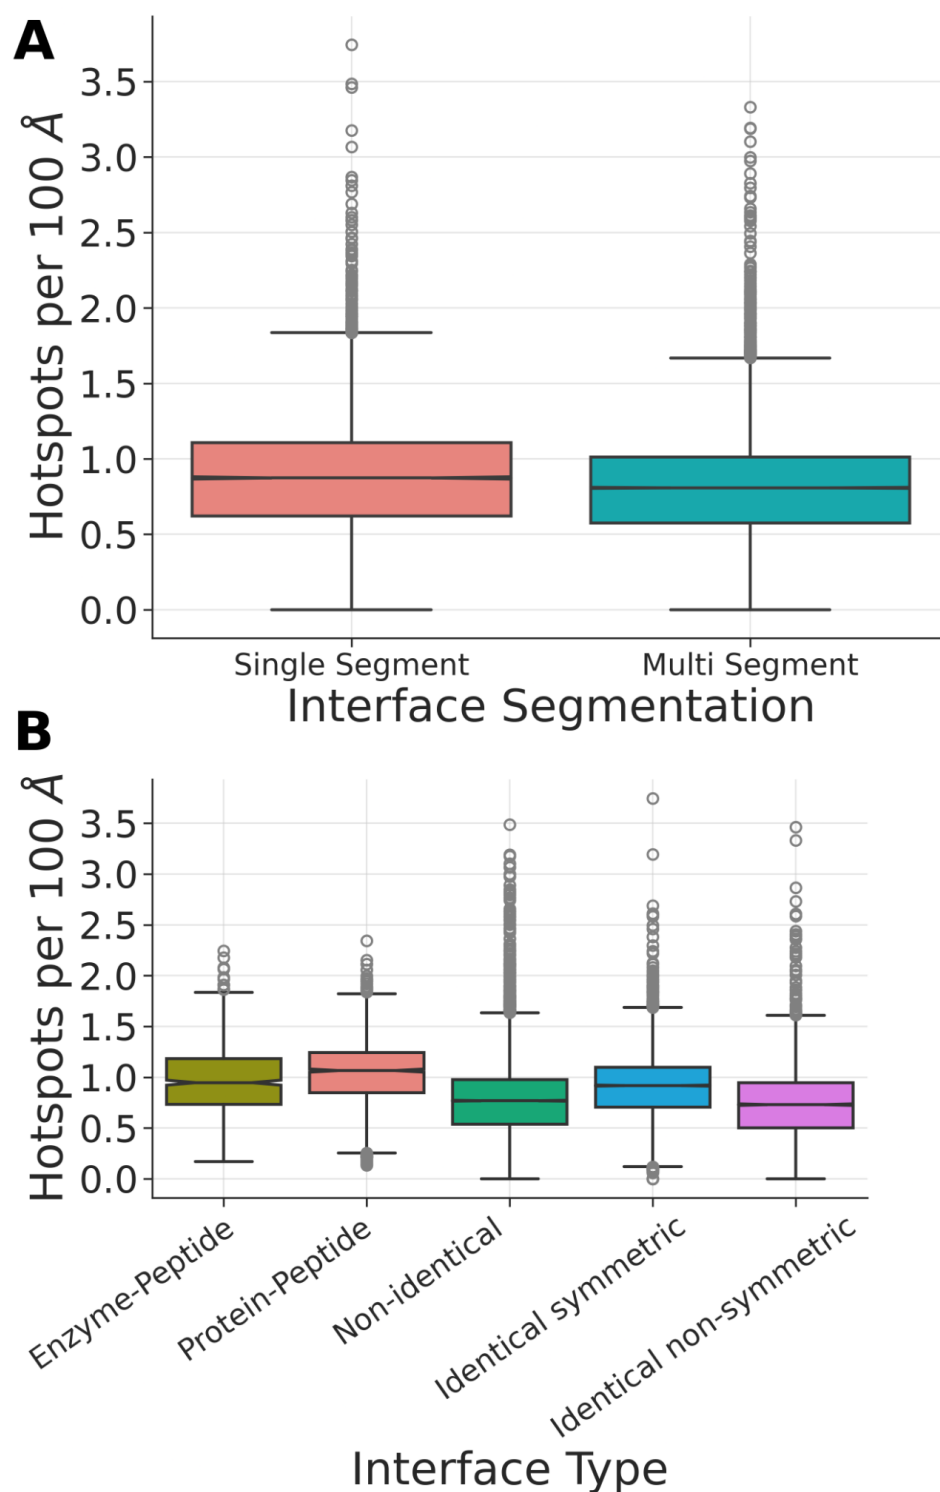 A
Hotspots per 100 Å
3.5
3.0
2.5
2.0
1.5
1.0
0.5
0.0
Single Segment Multi Segment
Interface Segmentation
B
Hotspots per 100 Å
3.5
3.0
2.5
2.0
1.5
1.0
0.5
0.0
Enzyme-Peptide
Protein-Peptide
Non-identical
Identical symmetric
Identical non-symmetric
Interface Type